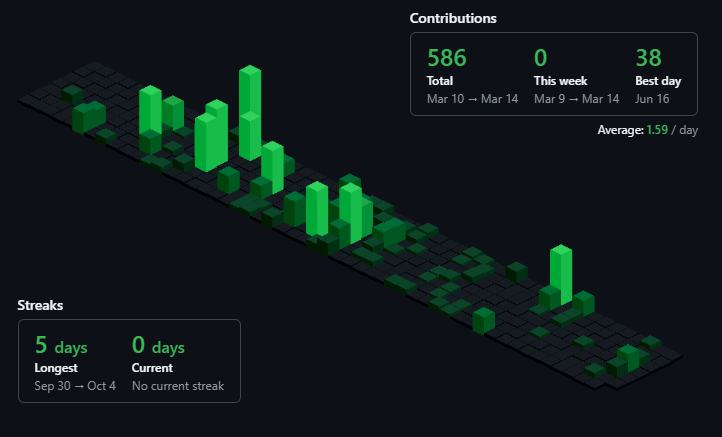 Contributions
586 0 38
Total This week Best day
Mar 10 → Mar 14 Mar 9 → Mar 14 Jun 16
Average: 1.59 / day
Streaks
5 days 0 days
Longest Current
Sep 30 → Oct 4 No current streak